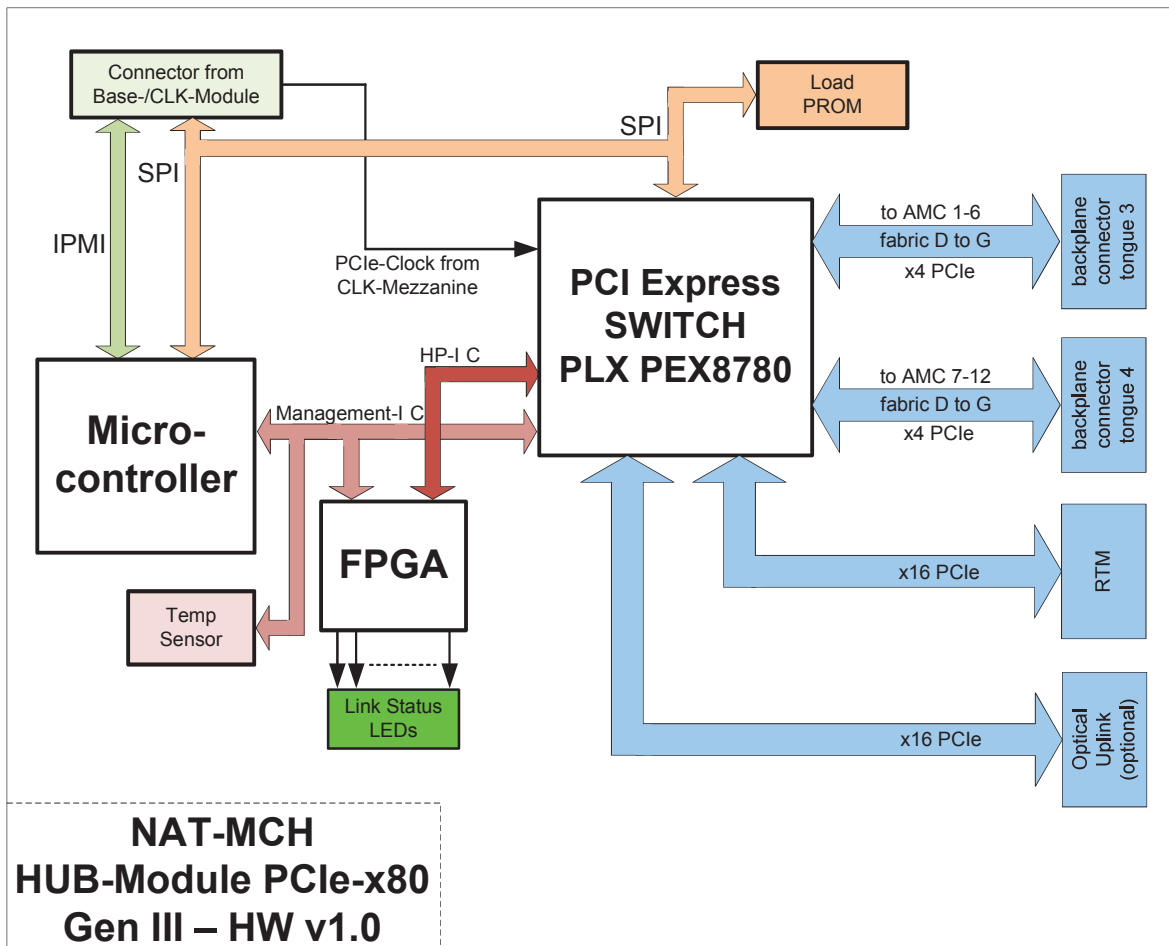 Connector from
Base-/CLK-Module
Load
PROM
SPI
SPI
IPMI
PCIe-Clock from
CLK-Mezzanine
PCI Express
SWITCH
PLX PEX8780
to AMC 1-6
fabric D to G
x4 PCIe
backplane
connector
tongue 3
HP-I C
Management-I C
Micro-
controller
to AMC 7-12
fabric D to G
x4 PCIe
backplane
connector
tongue 4
FPGA
x16 PCIe
RTM
Temp
Sensor
Link Status
LEDs
x16 PCIe
Optical
Uplink
(optional)
NAT-MCH
HUB-Module PCIe-x80
Gen III – HW v1.0